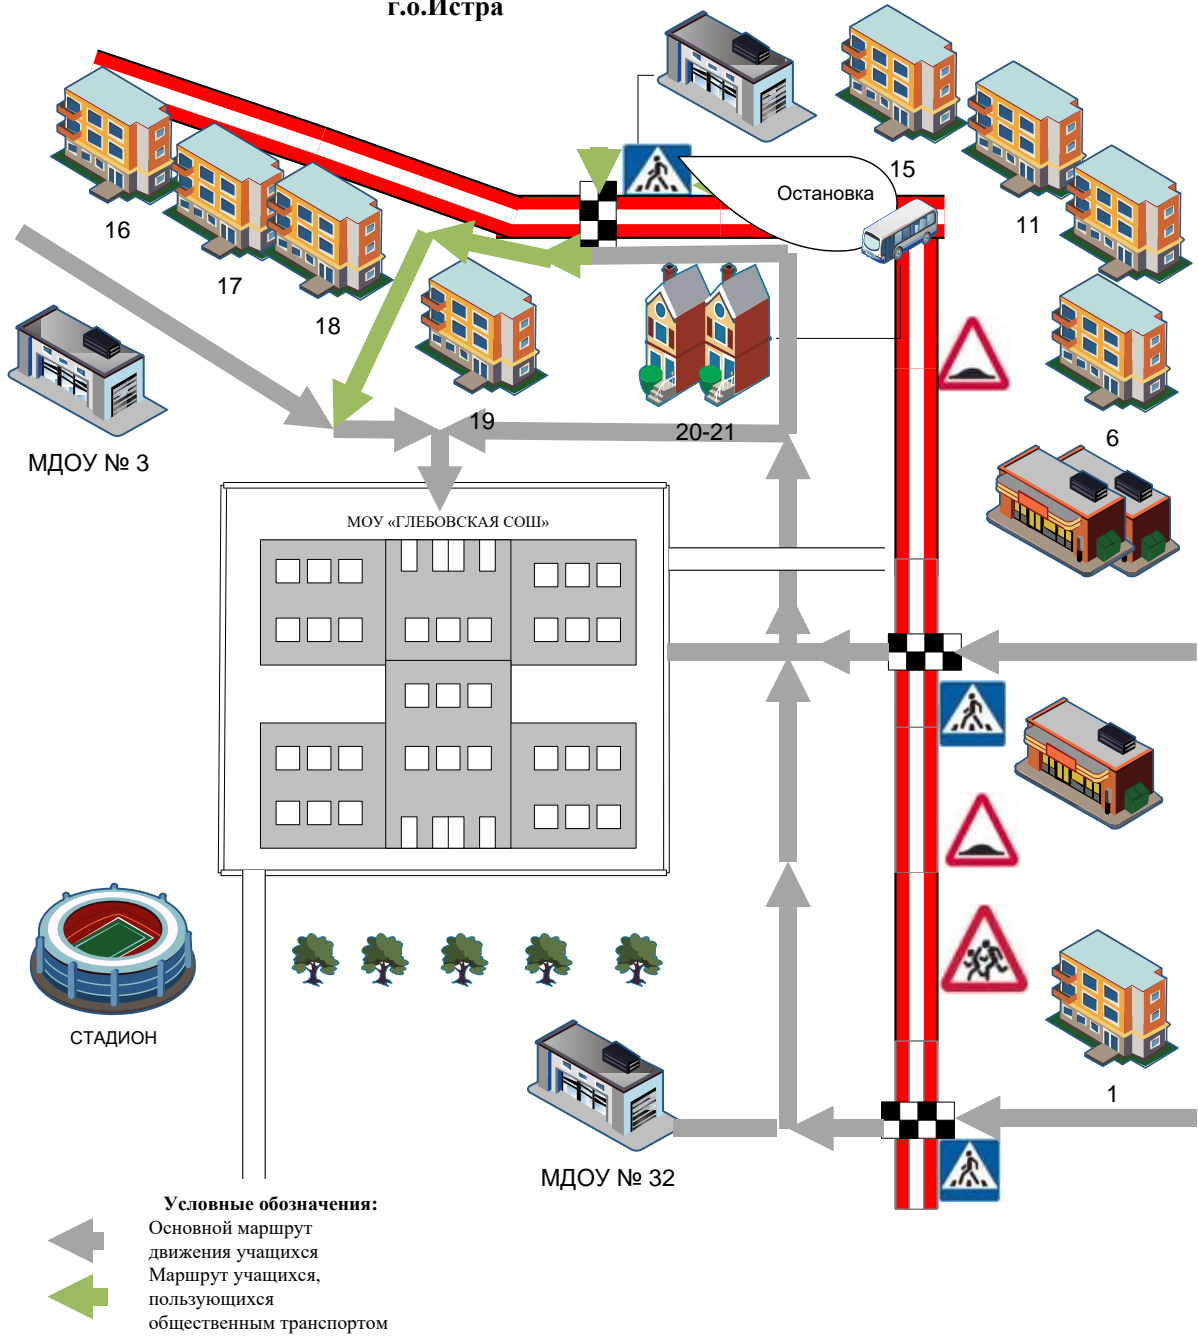 г.о.Истра
15
Остановка
16
11
17
18
19
20-21
6
МДОУ № 3
МОУ «ГЛЕБОВСКАЯ СОШ»
СТАДИОН
1
МДОУ № 32
Условные обозначения:
Основной маршрут
движения учащихся
Маршрут учащихся,
пользующихся
общественным транспортом